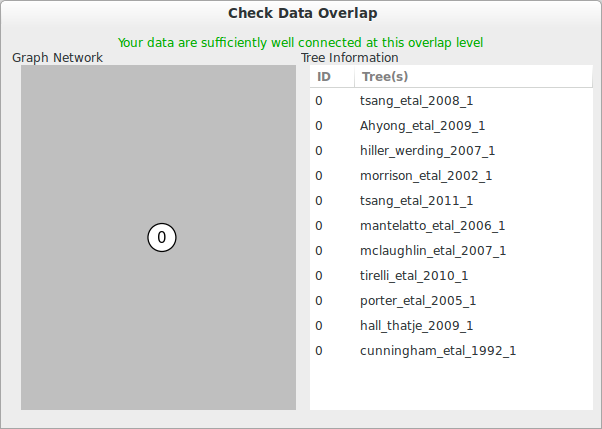 Check Data Overlap
Your data are sufficiently well connected at this overlap level
Graph Network
Tree Information
0
ID Tree(s)
0 tsang_etal_2008_1
0 Ahyong_etal_2009_1
0 hiller_werding_2007_1
0 morrison_etal_2002_1
0 tsang_etal_2011_1
0 mantelatto_etal_2006_1
0 mclaughlin_etal_2007_1
0 tirelli_etal_2010_1
0 porter_etal_2005_1
0 hall_thatje_2009_1
0 cunningham_etal_1992_1